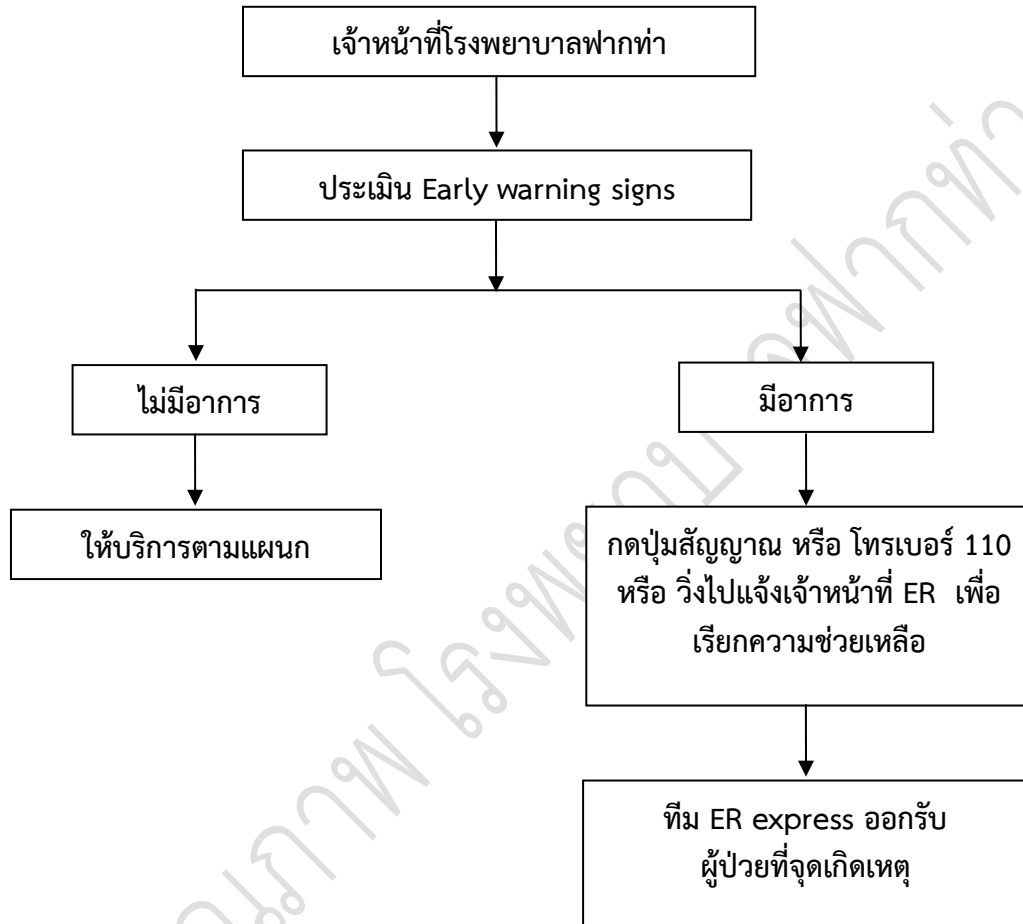 เจ้าหน้าที่โรงพยาบาลฟากท่า
ประเมิน Early warning signs
ไม่มีอาการ
มีอาการ
ให้บริการตามแผนก
กดปุ่มสัญญาณ หรือ โทรเบอร์ 110
หรือ วิ่งไปแจ้งเจ้าหน้าที่ ER เพื่อ
เรียกความช่วยเหลือ
ทีม ER express ออกรับ
ผู้ป่วยที่จุดเกิดเหตุ